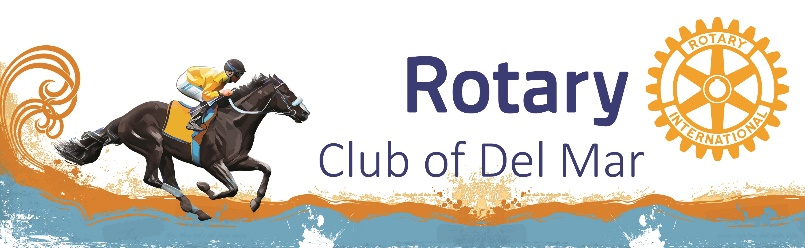 Rotary
Club of Del Mar
ROTARY
INTERNATIONAL